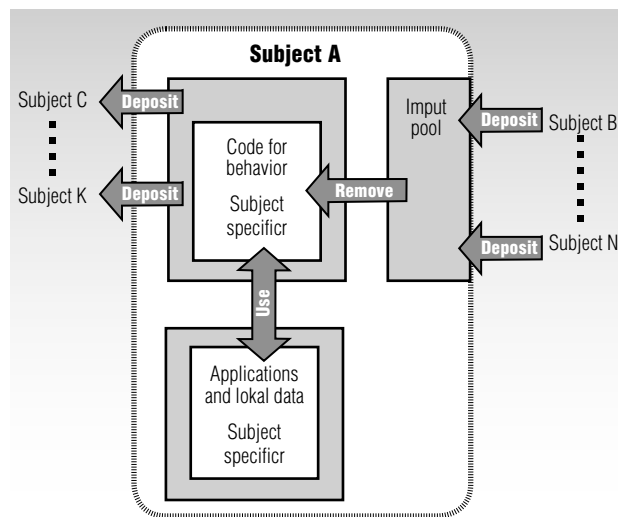 Subject A
Subject C
Deposit
Subject K
Deposit
Code for
behavior
Subject
specificr
Remove
Imput
pool
Deposit
Subject B
Deposit
Subject N
Use
Applications
and lokal data
Subject
specificr